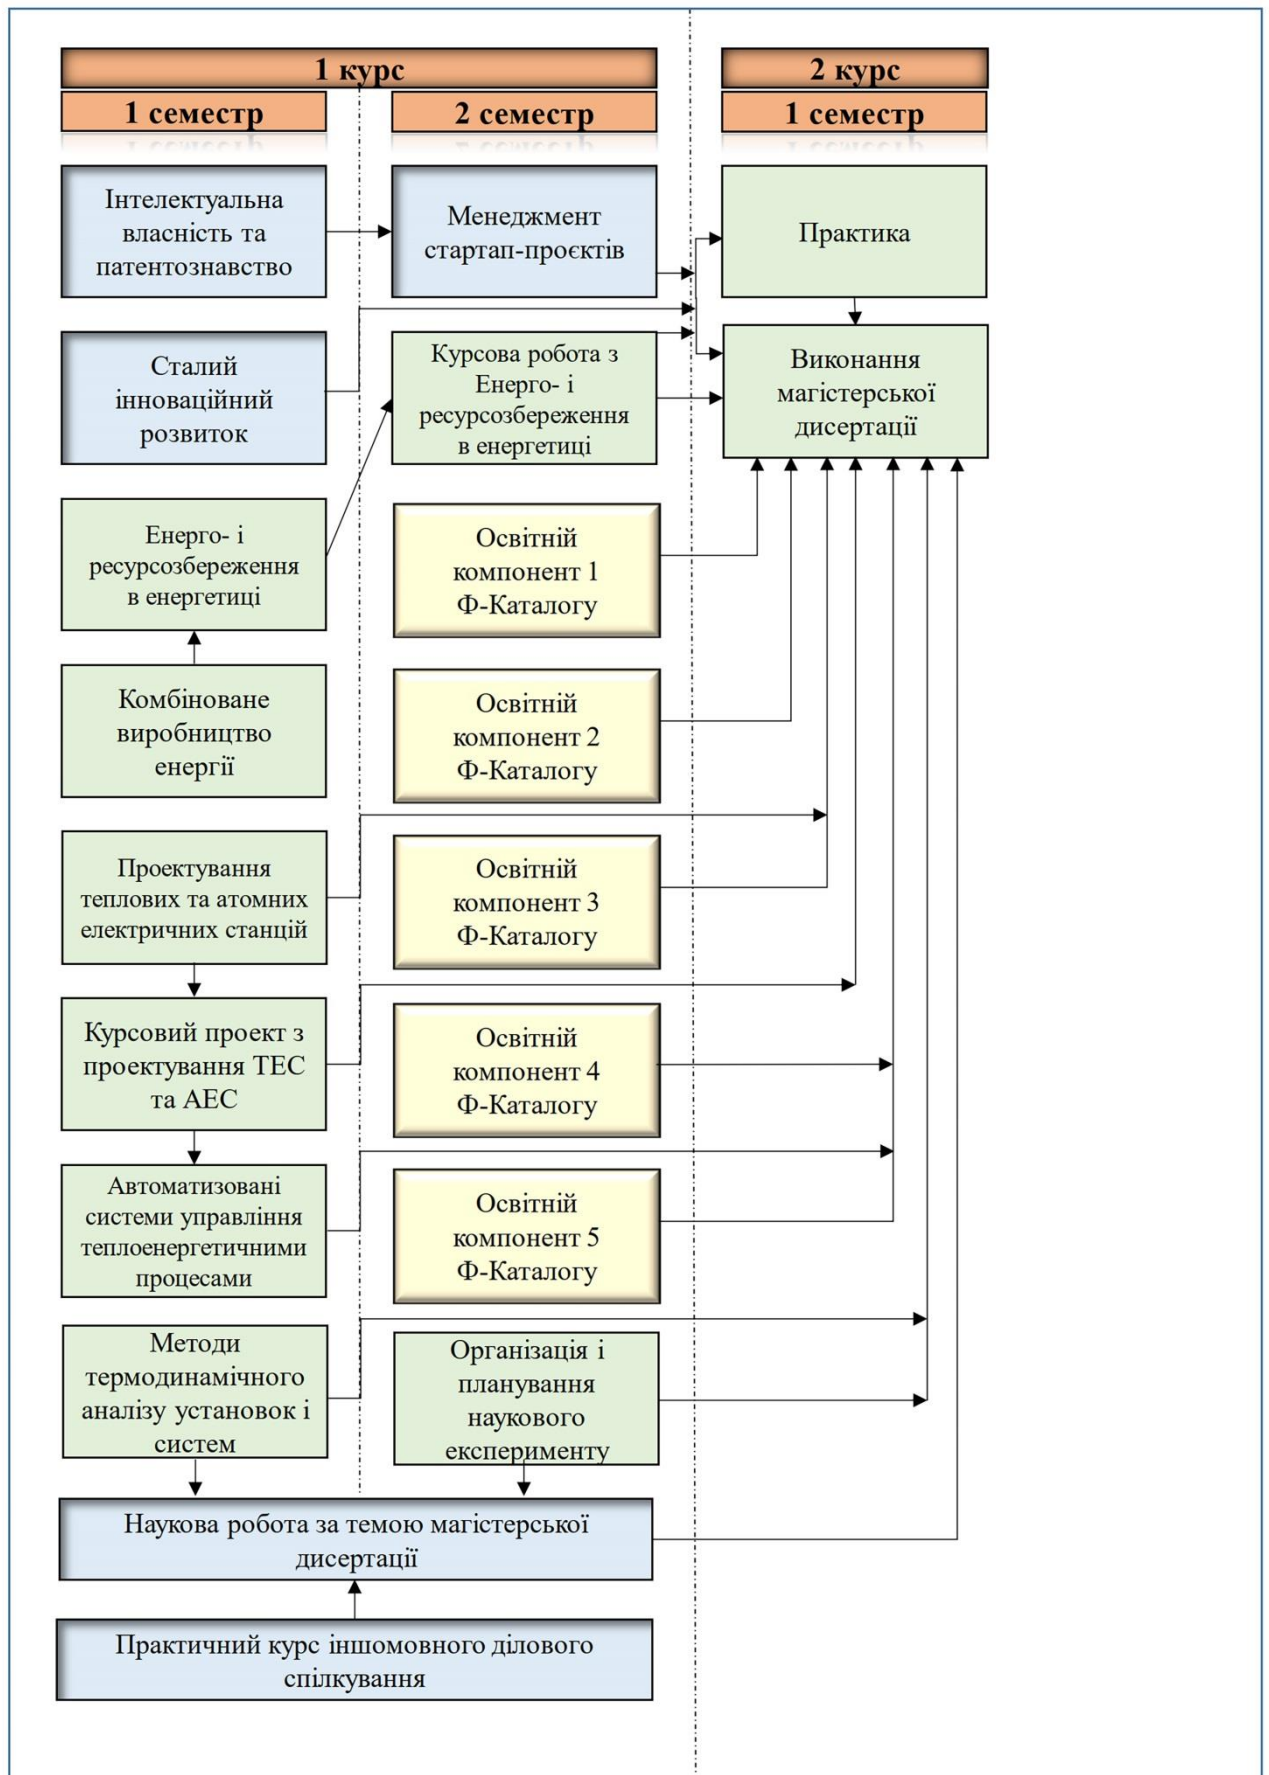 1 курс
2 курс
1 семестр
2 семестр
1 семестр
Інтелектуальна
власність та
патентознавство
Менеджмент
стартап-проєктів
Практика
Сталий
інноваційний
розвиток
Курсова робота з
Енерго- і
ресурсозбереження
в енергетиці
Виконання
магістерської
дисертації
Енерго- і
ресурсозбереження
в енергетиці
Освітній
компонент 1
Ф-Каталогу
Комбіноване
виробництво
енергії
Освітній
компонент 2
Ф-Каталогу
Проектування
теплових та атомних
електричних станцій
Освітній
компонент 3
Ф-Каталогу
Курсовий проект з
проектування ТЕС
та АЕС
Освітній
компонент 4
Ф-Каталогу
Автоматизовані
системи управління
теплоенергетичними
процесами
Освітній
компонент 5
Ф-Каталогу
Методи
термодинамічного
аналізу установок і
систем
Організація і
планування
наукового
експерименту
Наукова робота за темою магістерської
дисертації
Практичний курс іншомовного ділового
спілкування